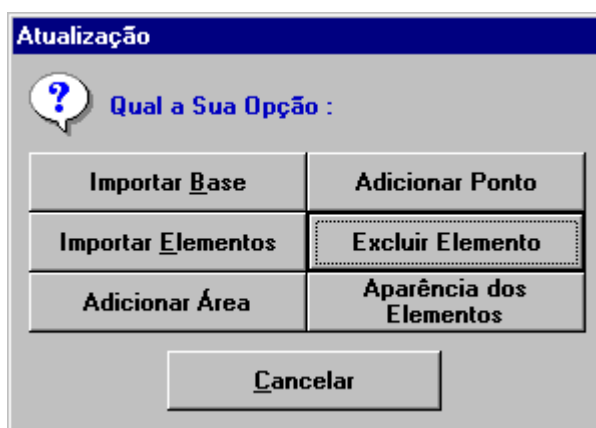 Atualização
?
Qual a Sua Opção :
Importar Base
Adicionar Ponto
Importar Elementos
Excluir Elemento
Adicionar Área
Aparência dos
Elementos
Cancelar